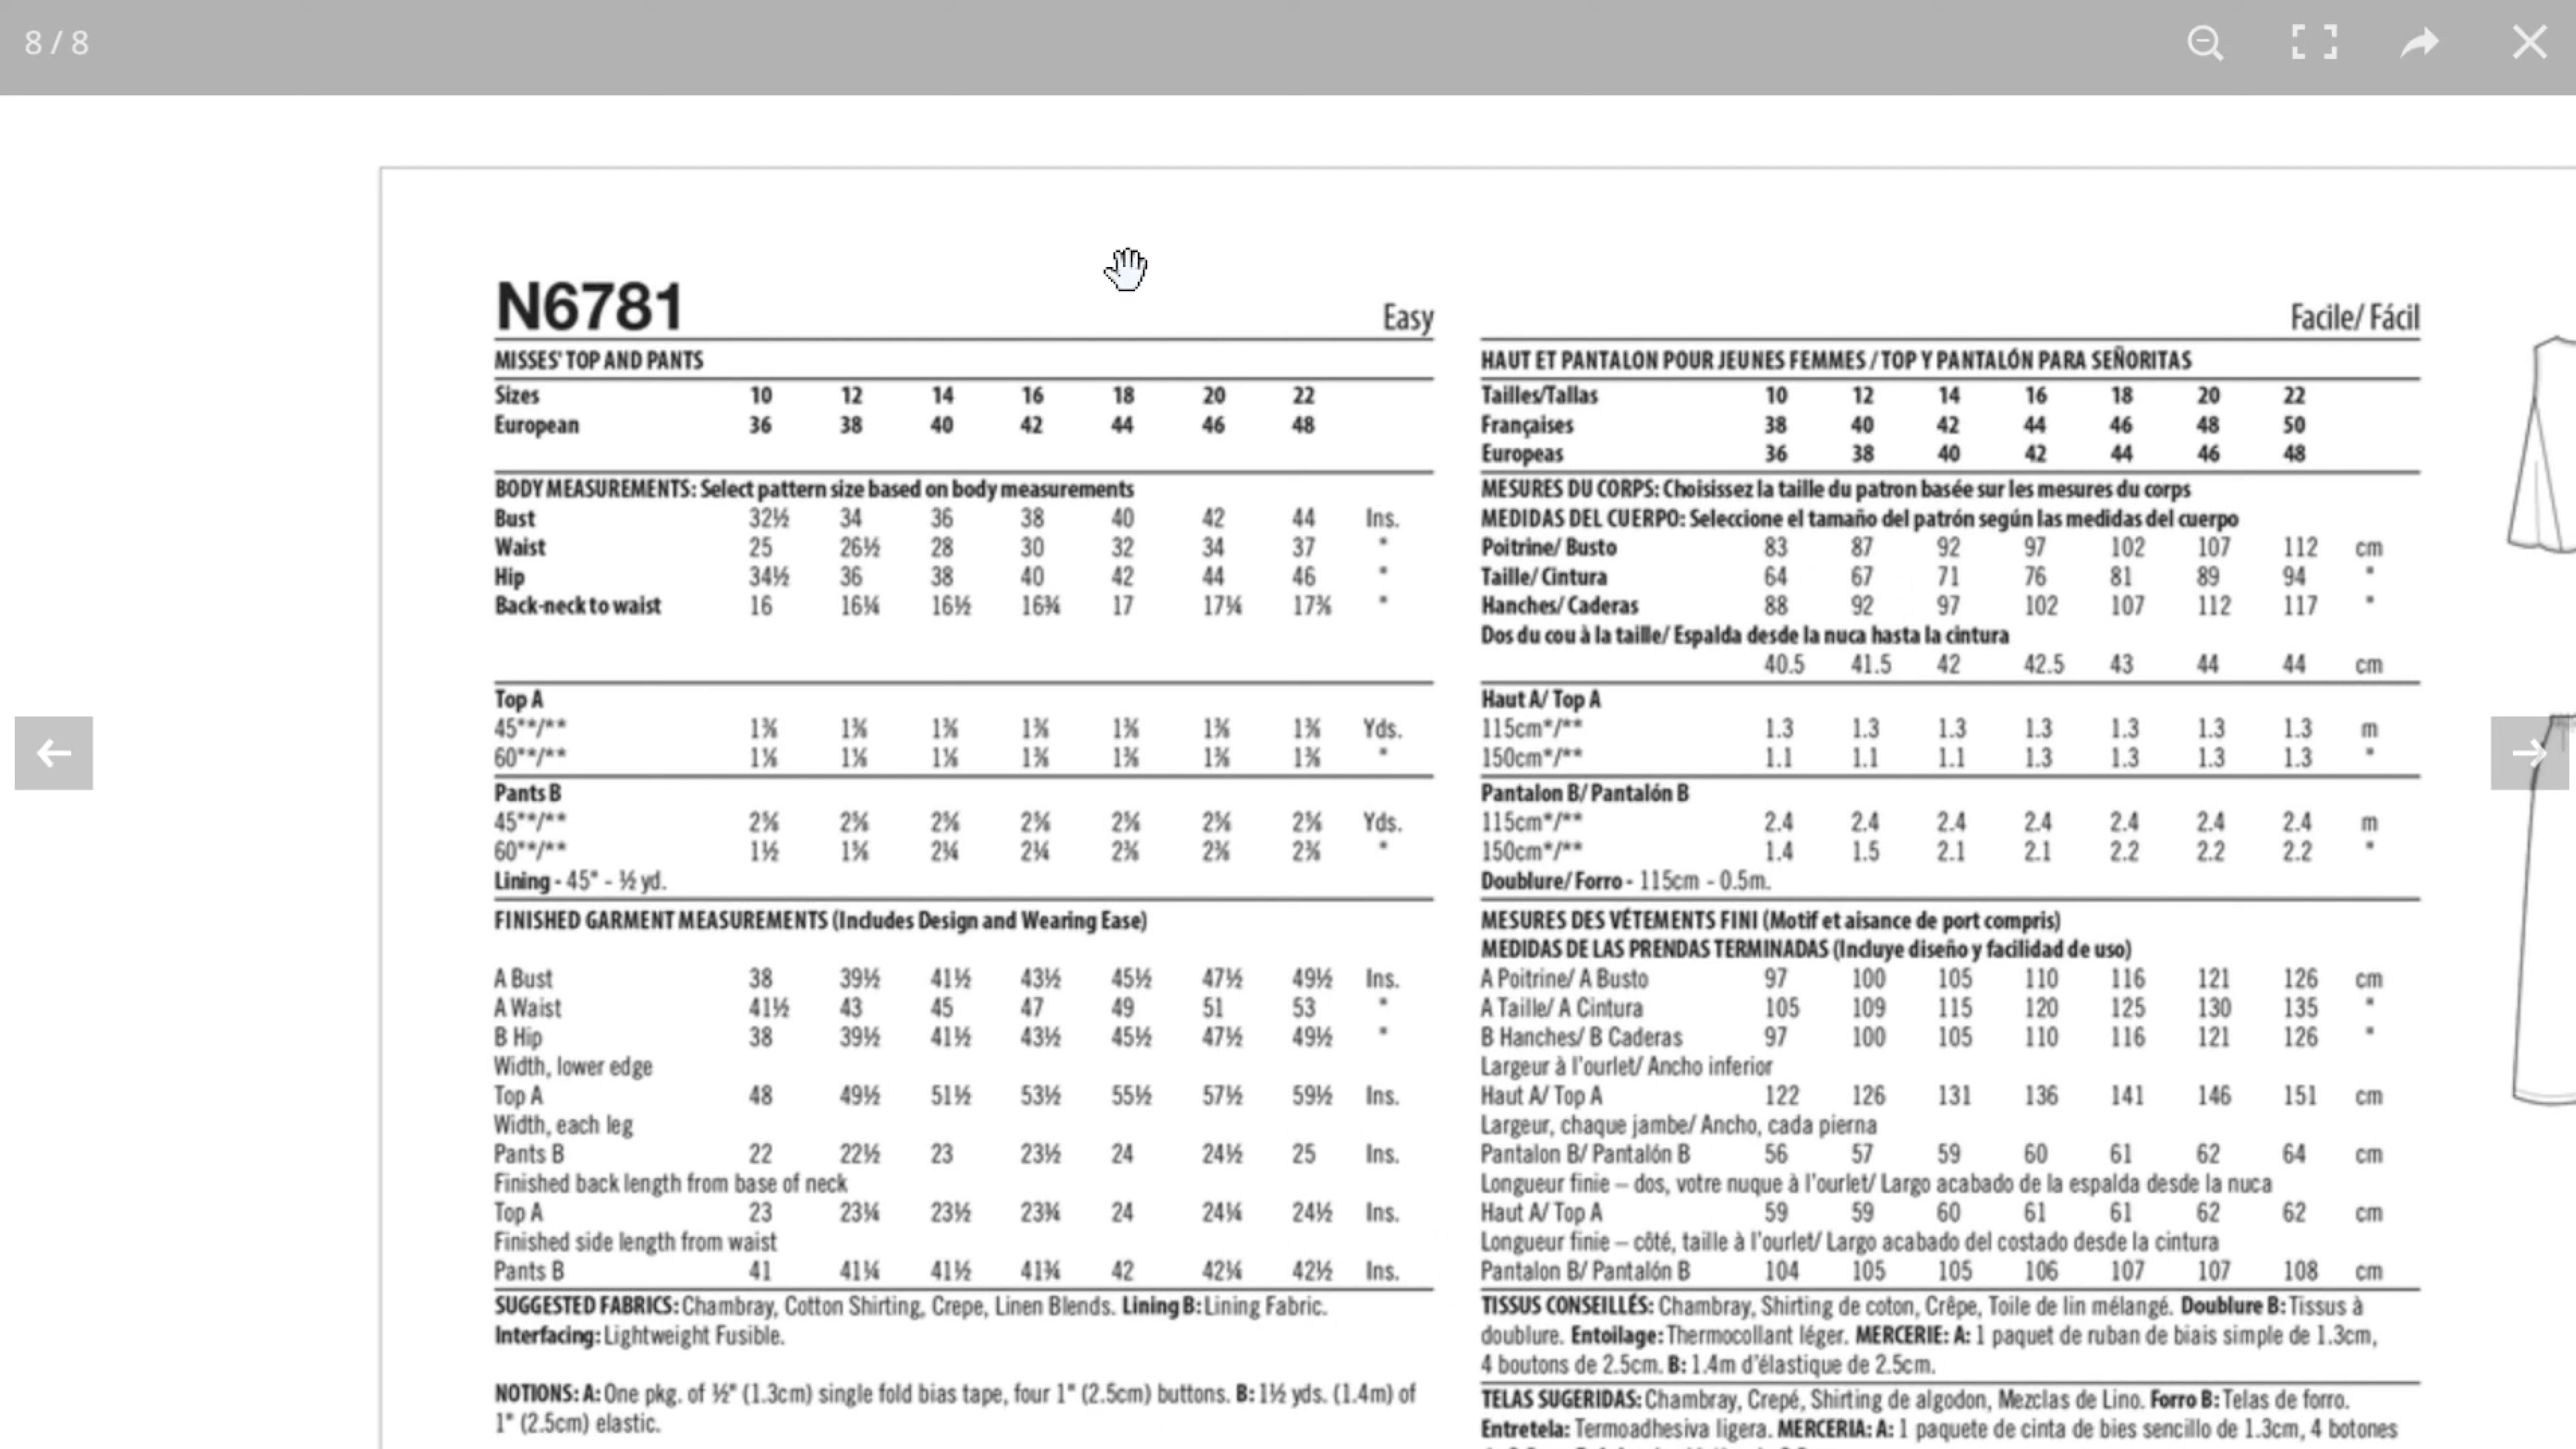 8 / 8
N6781
Easy
MISSES' TOP AND PANTS
Sizes 10 12 14 16 18 20 22
European 36 38 40 42 44 46 48
BODY MEASUREMENTS: Select pattern size based on body measurements
Bust 32½ 34 36 38 40 42 44 Ins.
Waist 25 26½ 28 30 32 34 37 "
Hip 34½ 36 38 40 42 44 46 "
Back-neck to waist 16 16¼ 16½ 16¾ 17 17¼ 17⅜ "
Top A
45"*/** 1⅜ 1⅜ 1⅜ 1⅜ 1⅜ 1⅜ 1⅜ Yds.
60"*/** 1⅜ 1⅜ 1⅜ 1⅜ "
Pants B
45"*/** 2⅝ 2⅝ 2⅝ 2⅝ 2⅝ 2⅝ 2⅝ Yds.
60"*/** 1½ 1⅝ 2¼ 2¼ 2⅜ 2⅜ 2⅜ "
Lining - 45" - ½ yd.
FINISHED GARMENT MEASUREMENTS (Includes Design and Wearing Ease)
A Bust 38 39½ 41½ 43½ 45½ 47½ 49½ Ins.
A Waist 41½ 43 45 47 49 51 53 "
B Hip 38 39½ 41½ 43½ 45½ 47½ 49½ "
Width, lower edge
Top A 48 49½ 51½ 53½ 55½ 57½ 59½ Ins.
Width, each leg
Pants B 22 22½ 23 23½ 24 24½ 25 Ins.
Finished back length from base of neck
Top A 23 23¼ 23½ 23¾ 24 24¼ 24½ Ins.
Finished side length from waist
Pants B 41 41¼ 41½ 41¾ 42 42¼ 42½ Ins.
SUGGESTED FABRICS: Chambray, Cotton Shirting, Crepe, Linen Blends. Lining B: Lining Fabric.
Interfacing: Lightweight Fusible.
NOTIONS: A: One pkg. of ½" (1.3cm) single fold bias tape, four 1" (2.5cm) buttons. B: 1½ yds. (1.4m) of
1" (2.5cm) elastic.
Facile/ Fácil
HAUT ET PANTALON POUR JEUNES FEMMES / TOP Y PANTALÓN PARA SEÑORITAS
Tailles/Tallas 10 12 14 16 18 20 22
Françaises 38 40 42 44 46 48 50
Europeas 36 38 40 42 44 46 48
MESURES DU CORPS: Choisissez la taille du patron basée sur les mesures du corps
MEDIDAS DEL CUERPO: Seleccione el tamaño del patrón según las medidas del cuerpo
Poitrine/ Busto 83 87 92 97 102 107 112 cm
Taille/ Cintura 64 67 71 76 81 89 94 "
Hanches/ Caderas 88 92 97 102 107 112 117 "
Dos du cou à la taille/ Espalda desde la nuca hasta la cintura
40.5 41.5 42 42.5 43 44 44 cm
Haut A/ Top A
115cm*/** 1.3 1.3 1.3 1.3 1.3 1.3 1.3 m
150cm*/** 1.1 1.1 1.1 1.3 1.3 1.3 1.3 "
Pantalon B/ Pantalón B
115cm*/** 2.4 2.4 2.4 2.4 2.4 2.4 2.4 m
150cm*/** 1.4 1.5 2.1 2.1 2.2 2.2 2.2 "
Doublure/ Forro - 115cm - 0.5m.
MESURES DES VÉTEMENTS FINI (Motif et aisance de port compris)
MEDIDAS DE LAS PRENDAS TERMINADAS (Incluye diseño y facilidad de uso)
A Poitrine/ A Busto 97 100 105 110 116 121 126 cm
A Taille/ A Cintura 105 109 115 120 125 130 135 "
B Hanches/ B Caderas 97 100 105 110 116 121 126 "
Largeur à l'ourlet/ Ancho inferior
Haut A/ Top A 122 126 131 136 141 146 151 cm
Largeur, chaque jambe/ Ancho, cada pierna
Pantalon B/ Pantalón B 56 57 59 60 61 62 64 cm
Longueur finie – dos, votre nuque à l'ourlet/ Largo acabado de la espalda desde la nuca
Haut A/ Top A 59 59 60 61 61 62 62 cm
Longueur finie – côté, taille à l'ourlet/ Largo acabado del costado desde la cintura
Pantalon B/ Pantalón B 104 105 105 106 107 107 108 cm
TISSUS CONSEILLÉS: Chambray, Shirting de coton, Crêpe, Toile de lin mélangé. Doublure B: Tissus à
doublure. Entoilage: Thermocollant léger. MERCERIE: A: 1 paquet de ruban de biais simple de 1.3cm,
4 boutons de 2.5cm. B: 1.4m d'élastique de 2.5cm.
TELAS SUGERIDAS: Chambray, Crepé, Shirting de algodon, Mezclas de Lino. Forro B: Telas de forro.
Entretela: Termoadhesiva ligera. MERCERIA: A: 1 paquete de cinta de bies sencillo de 1.3cm, 4 botones